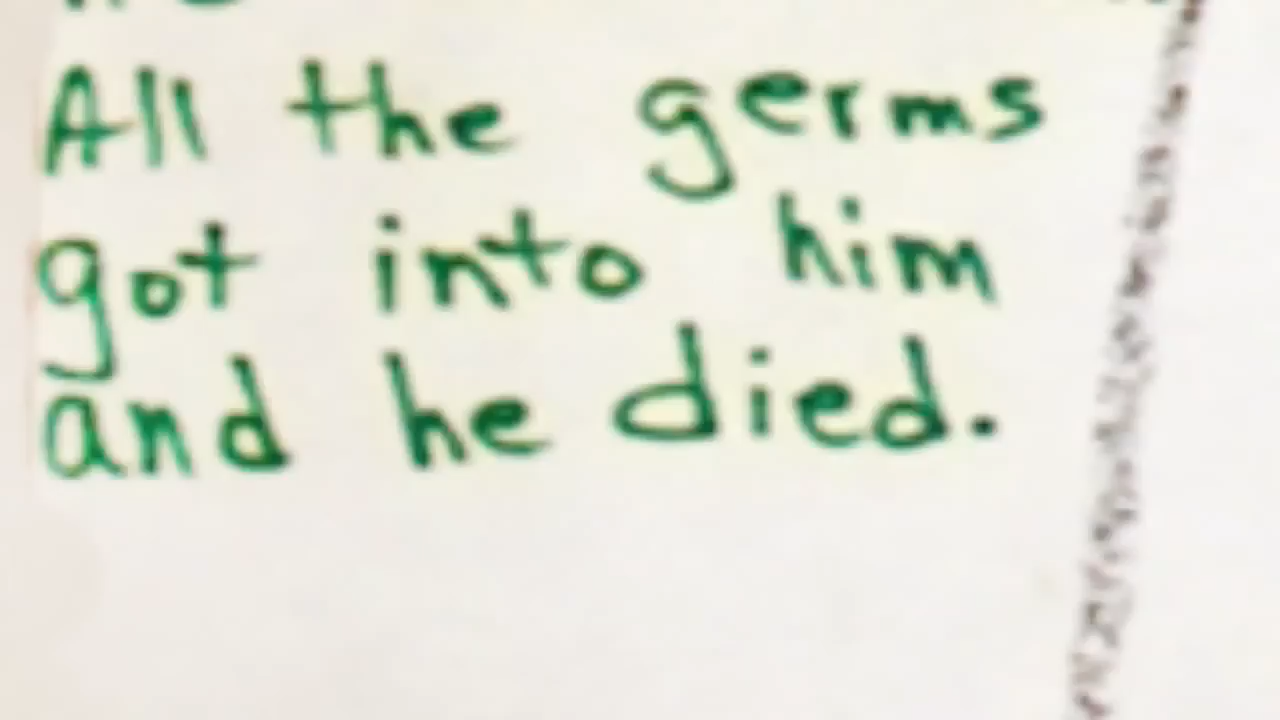 All the germs
got into him
and he died.